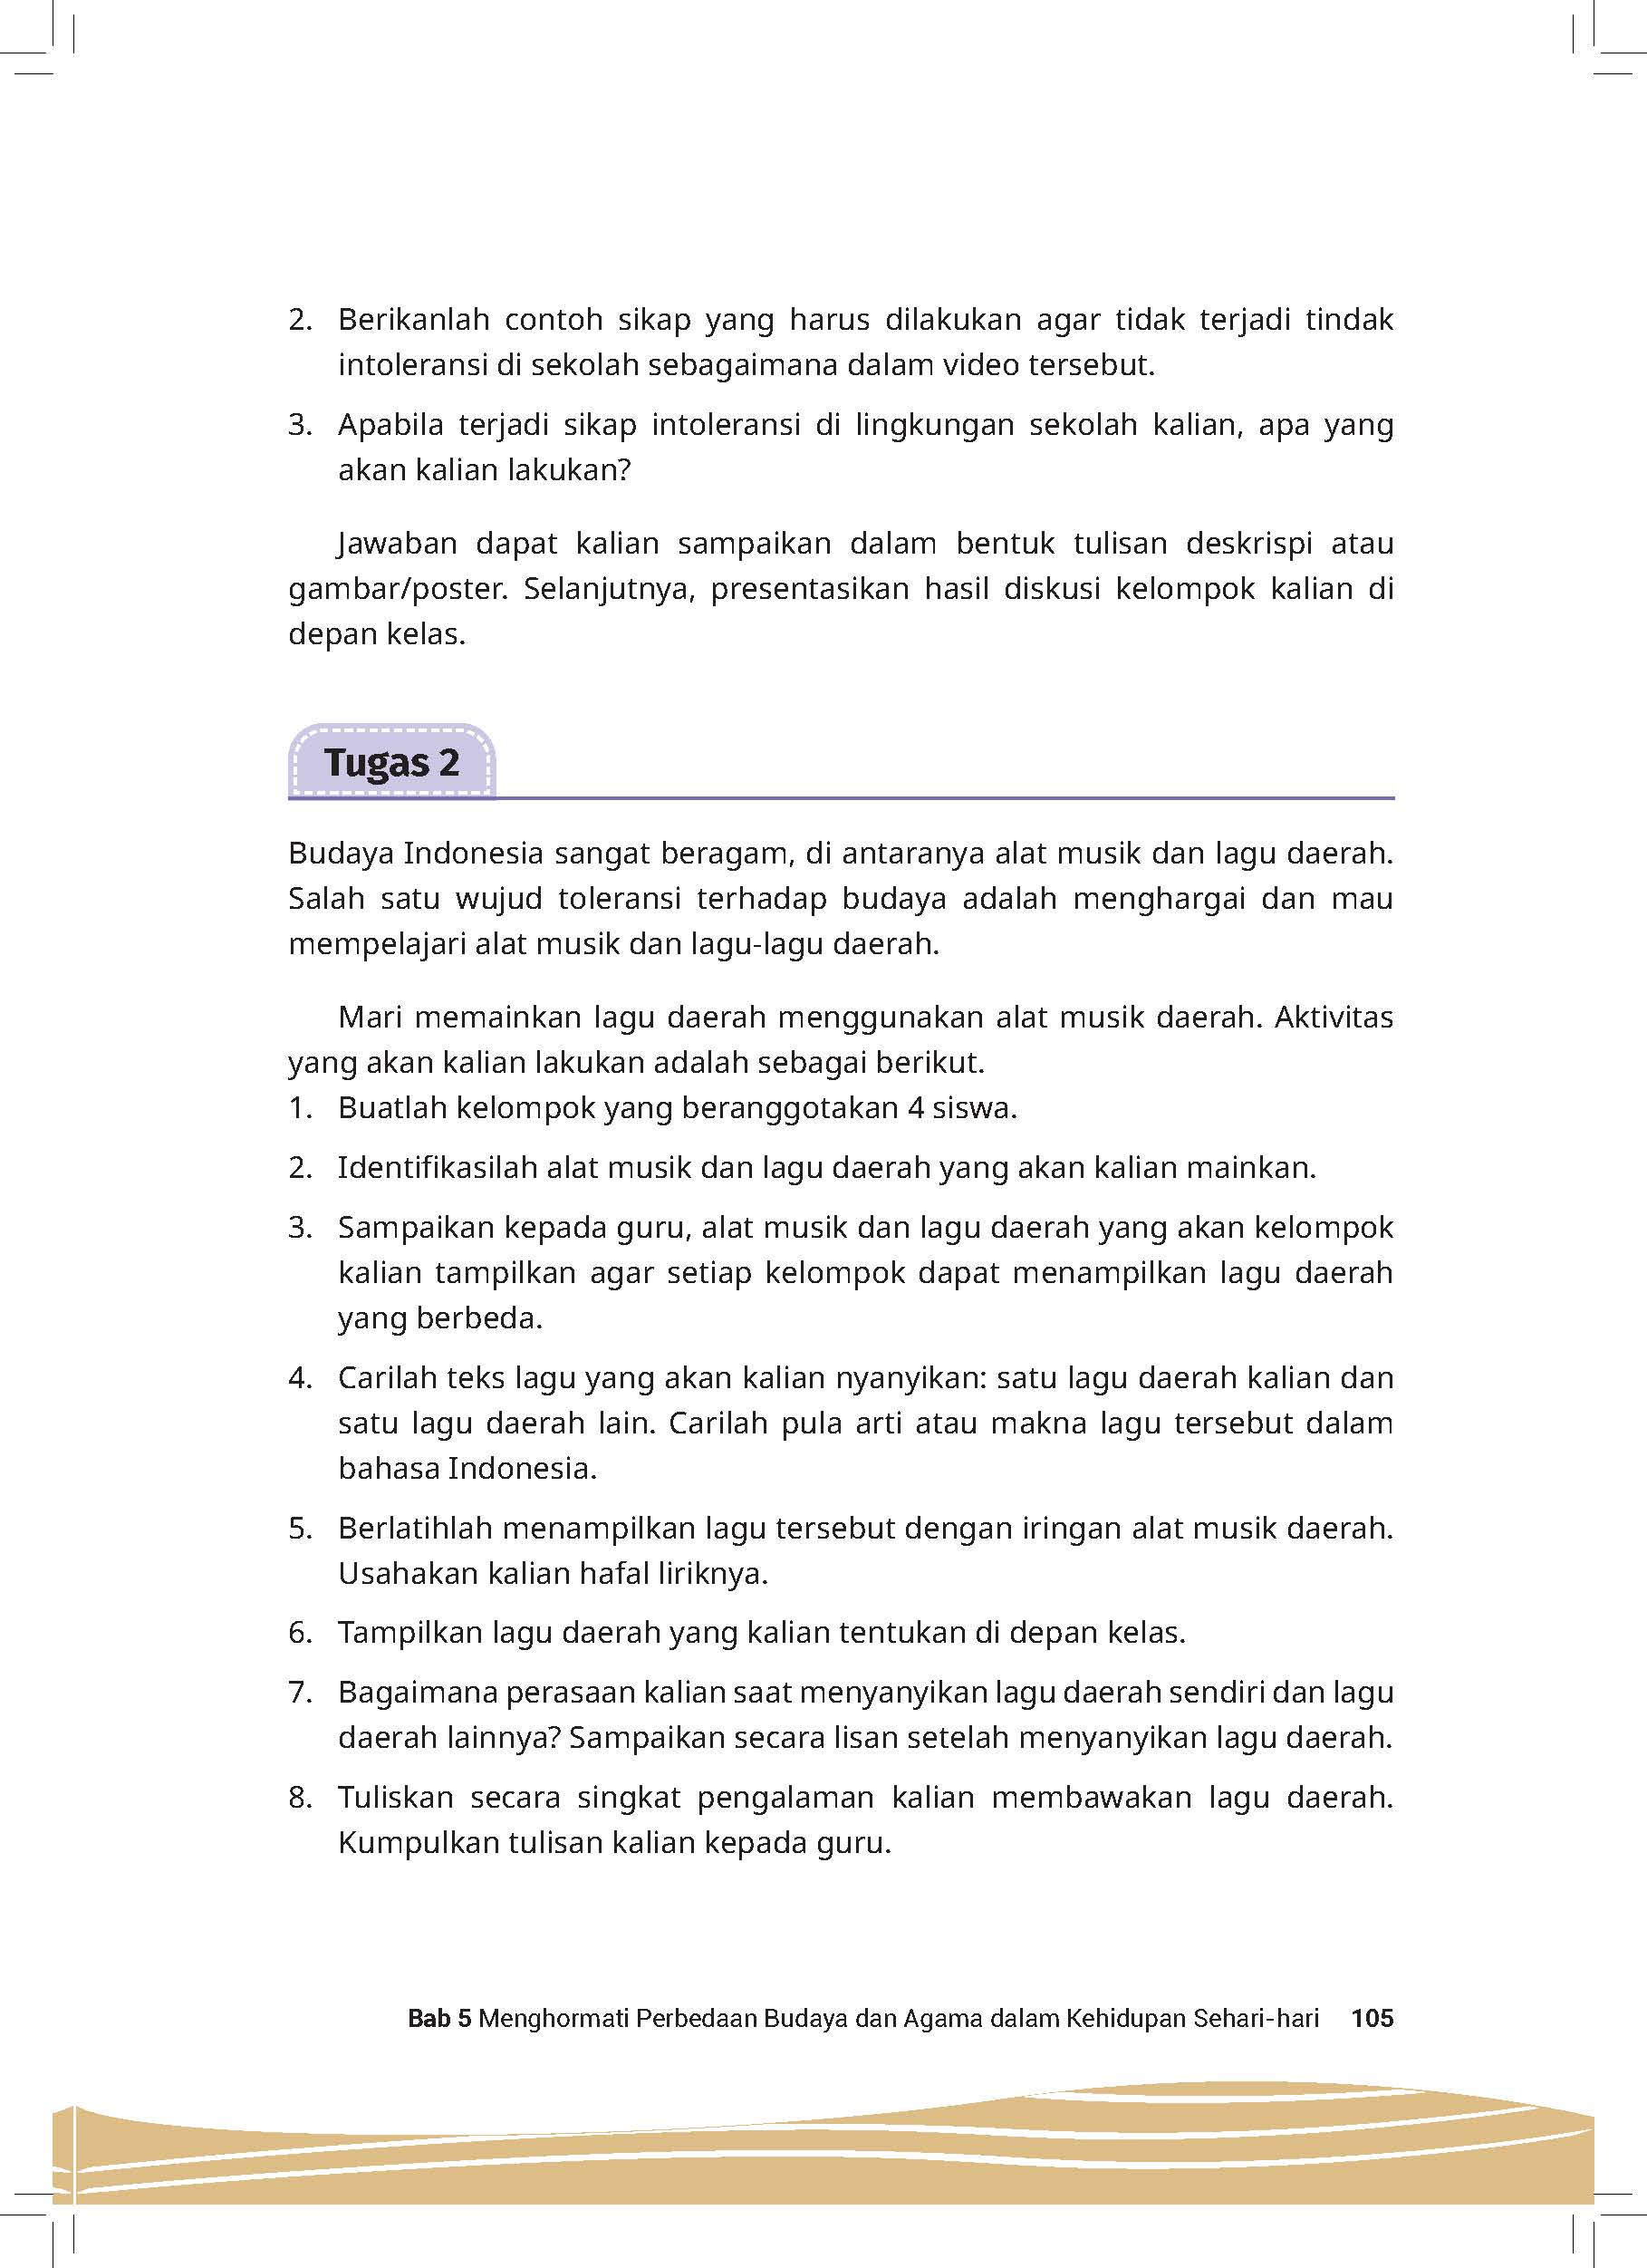 2. Berikanlah contoh sikap yang harus dilakukan agar tidak terjadi tindak
intoleransi di sekolah sebagaimana dalam video tersebut.
3. Apabila terjadi sikap intoleransi di lingkungan sekolah kalian, apa yang
akan kalian lakukan?
Jawaban dapat kalian sampaikan dalam bentuk tulisan deskripsi atau
gambar/poster. Selanjutnya, presentasikan hasil diskusi kelompok kalian di
depan kelas.
Tugas 2
Budaya Indonesia sangat beragam, di antaranya alat musik dan lagu daerah.
Salah satu wujud toleransi terhadap budaya adalah menghargai dan mau
mempelajari alat musik dan lagu-lagu daerah.
Mari memainkan lagu daerah menggunakan alat musik daerah. Aktivitas
yang akan kalian lakukan adalah sebagai berikut.
1. Buatlah kelompok yang beranggotakan 4 siswa.
2. Identifikasilah alat musik dan lagu daerah yang akan kalian mainkan.
3. Sampaikan kepada guru, alat musik dan lagu daerah yang akan kelompok
kalian tampilkan agar setiap kelompok dapat menampilkan lagu daerah
yang berbeda.
4. Carilah teks lagu yang akan kalian nyanyikan: satu lagu daerah kalian dan
satu lagu daerah lain. Carilah pula arti atau makna lagu tersebut dalam
bahasa Indonesia.
5. Berlatihlah menampilkan lagu tersebut dengan iringan alat musik daerah.
Usahakan kalian hafal liriknya.
6. Tampilkan lagu daerah yang kalian tentukan di depan kelas.
7. Bagaimana perasaan kalian saat menyanyikan lagu daerah sendiri dan lagu
daerah lainnya? Sampaikan secara lisan setelah menyanyikan lagu daerah.
8. Tuliskan secara singkat pengalaman kalian membawakan lagu daerah.
Kumpulkan tulisan kalian kepada guru.
Bab 5 Menghormati Perbedaan Budaya dan Agama dalam Kehidupan Sehari-hari 105